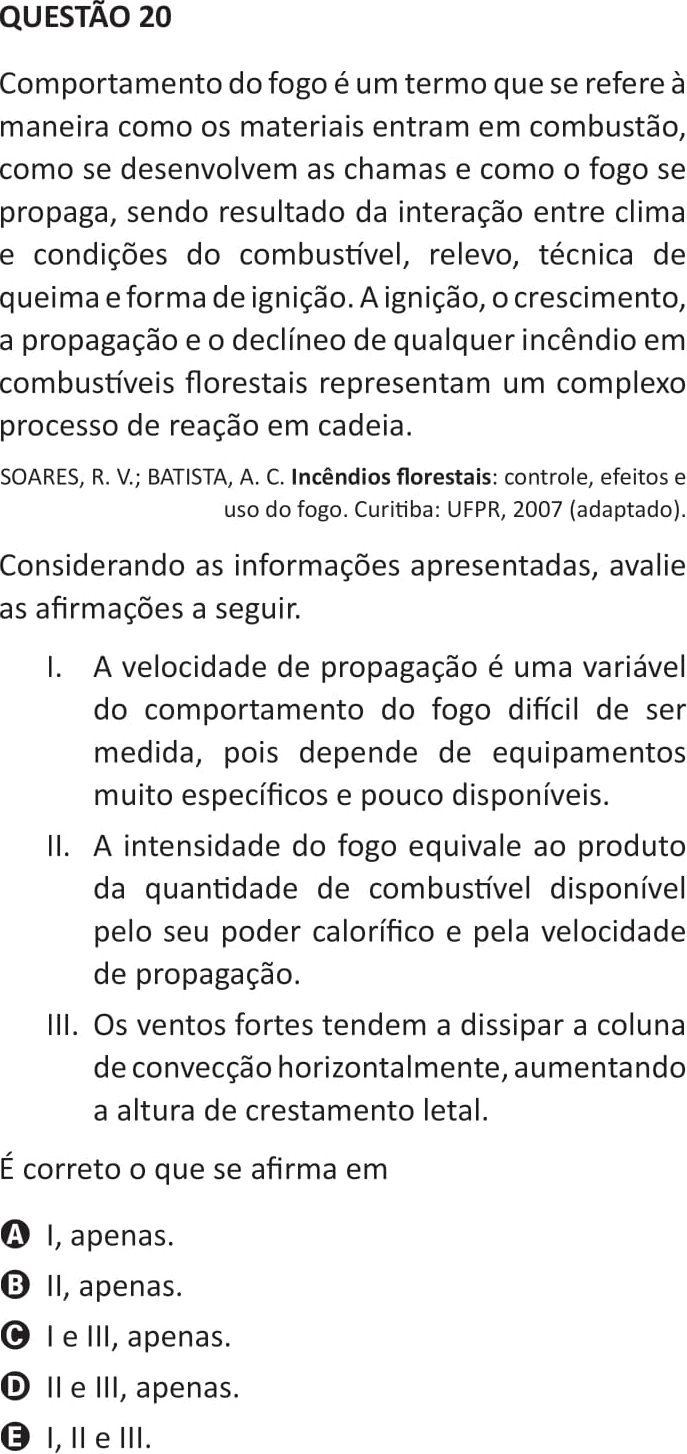 QUESTÃO 20
Comportamento do fogo é um termo que se refere à
maneira como os materiais entram em combustão,
como se desenvolvem as chamas e como o fogo se
propaga, sendo resultado da interação entre clima
e condições do combustível, relevo, técnica de
queima e forma de ignição. A ignição, o crescimento,
a propagação e o declíneo de qualquer incêndio em
combustíveis florestais representam um complexo
processo de reação em cadeia.
SOARES, R. V.; BATISTA, A. C. Incêndios florestais: controle, efeitos e
uso do fogo. Curitiba: UFPR, 2007 (adaptado).
Considerando as informações apresentadas, avalie
as afirmações a seguir.
I. A velocidade de propagação é uma variável
do comportamento do fogo difícil de ser
medida, pois depende de equipamentos
muito específicos e pouco disponíveis.
II. A intensidade do fogo equivale ao produto
da quantidade de combustível disponível
pelo seu poder calorífico e pela velocidade
de propagação.
III. Os ventos fortes tendem a dissipar a coluna
de convecção horizontalmente, aumentando
a altura de crestamento letal.
É correto o que se afirma em
A I, apenas.
B II, apenas.
C I e III, apenas.
D II e III, apenas.
E I, II e III.